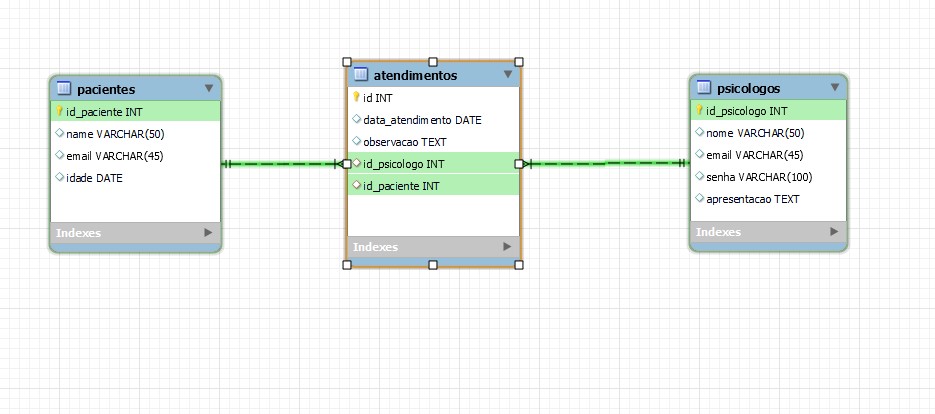 pacientes
id_paciente INT
name VARCHAR(50)
email VARCHAR(45)
idade DATE
Indexes
atendimentos
id INT
data_atendimento DATE
observacao TEXT
id_psicologo INT
id_paciente INT
Indexes
psicologos
id_psicologo INT
nome VARCHAR(50)
email VARCHAR(45)
senha VARCHAR(100)
apresentacao TEXT
Indexes